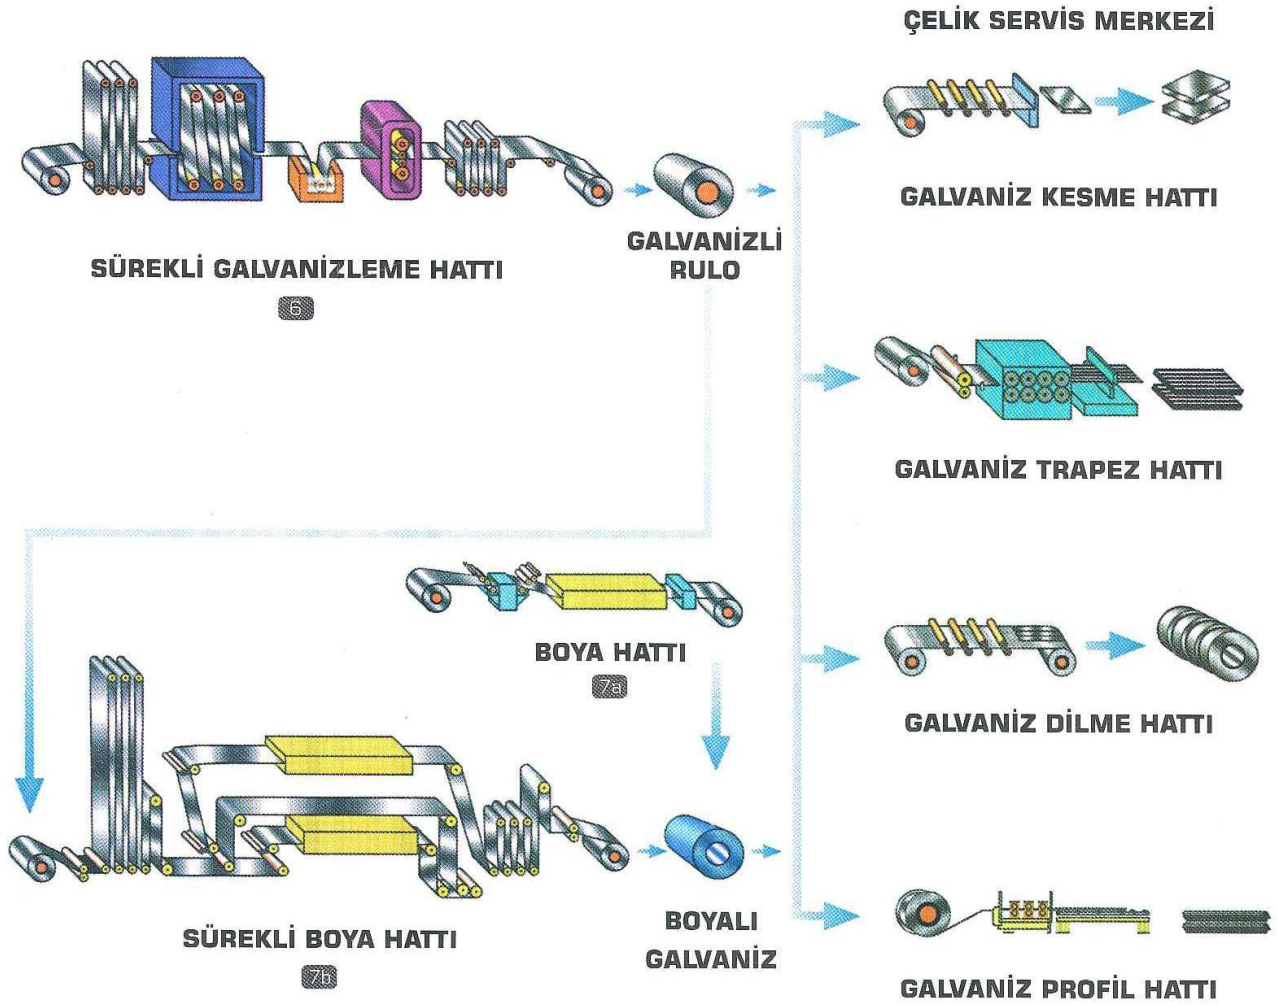 ÇELİK SERVİS MERKEZİ
GALVANİZ KESME HATTI
GALVANİZLİ
RULO
SÜREKLİ GALVANİZLEME HATTI
6
GALVANİZ TRAPEZ HATTI
BOYA HATTI
7a
GALVANİZ DİLME HATTI
SÜREKLİ BOYA HATTI
7b
BOYALI
GALVANİZ
GALVANİZ PROFİL HATTI